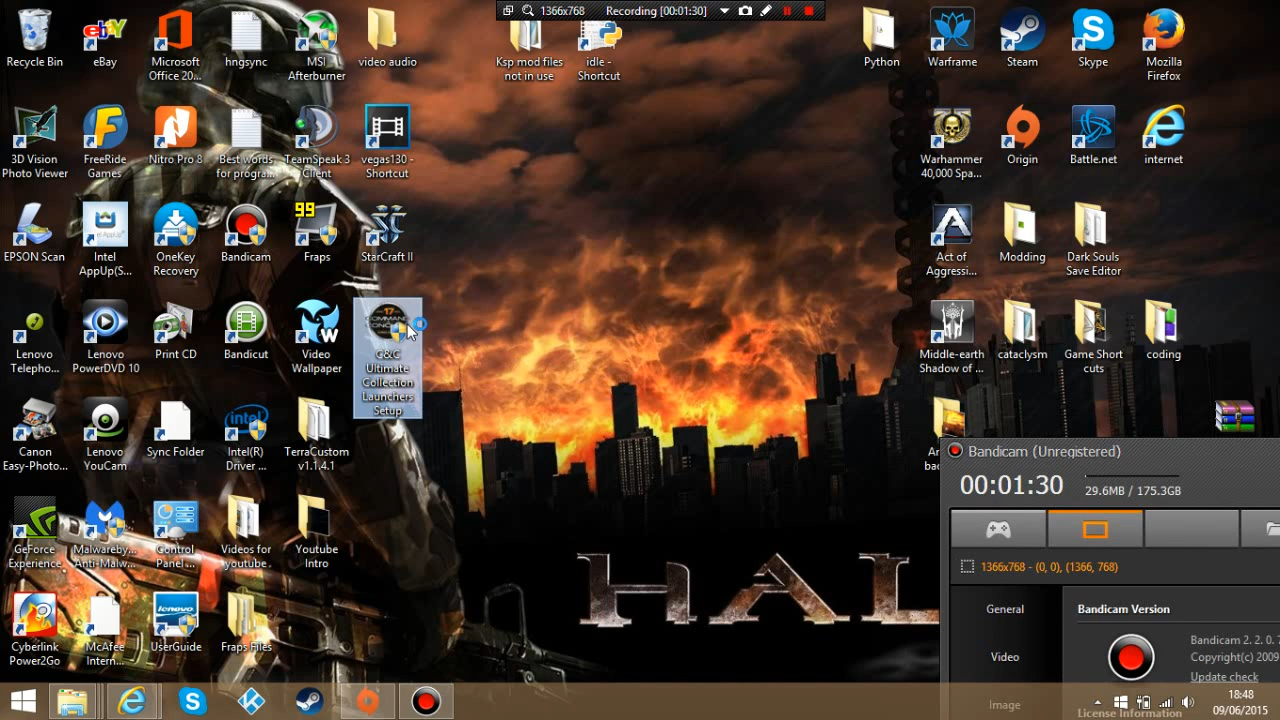 1366x768 Recording [00:01:30]
Recycle Bin
eBay
Microsoft
Office 20...
hngsync
MSI
Afterburner
video audio
Ksp mod files
not in use
idle -
Shortcut
Python
Warframe
Steam
Skype
Mozilla
Firefox
3D Vision
Photo Viewer
FreeRide
Games
Nitro Pro 8
Best words
for progra...
TeamSpeak 3
Client
vegas130 -
Shortcut
Warhammer
40,000 Spa...
Origin
Battle.net
internet
EPSON Scan
Intel
AppUp(S...
OneKey
Recovery
Bandicam
99
Fraps
StarCraft II
Act of
Aggressi...
Modding
Dark Souls
Save Editor
Lenovo
Telepho...
Lenovo
PowerDVD 10
Print CD
Bandicut
Video
Wallpaper
17
C&C
Ultimate
Collection
Launchers
Setup
Middle-earth
Shadow of ...
cataclysm
Game Short
cuts
coding
Canon
Easy-Photo...
Lenovo
YouCam
Sync Folder
Intel(R)
Driver ...
TerraCustom
v1.1.4.1
Bandicam (Unregistered)
00:01:30
29.6MB / 175.3GB
GeForce
Experience
Malwareby...
Anti-Malw...
Control
Panel ...
Videos for
youtube
Youtube
Intro
1366x768 - (0, 0), (1366, 768)
HAL
General
Bandicam Version
Video
Bandicam 2. 2. 0.
Copyright(c) 2009
Update check
Image
License Information
Cyberlink
Power2Go
McAfee
Intern...
lenovo
UserGuide
Fraps Files
18:48
09/06/2015